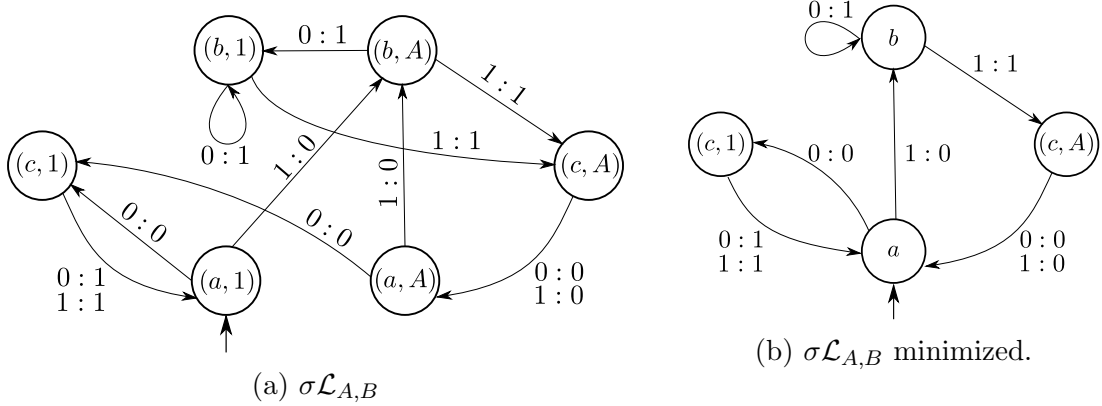 0 : 1
(b, 1)
0 : 1
(b, A)
1 : 1
0 : 1
1 : 0
1 : 1
(c, 1)
(c, A)
0 : 0
1 : 0
0 : 0
(a, 1)
(a, A)
0 : 1
1 : 1
0 : 0
1 : 0
(a) σℒ_{A,B}
0 : 1
b
1 : 1
(c, 1)
0 : 0
1 : 0
(c, A)
a
0 : 1
1 : 1
0 : 0
1 : 0
(b) σℒ_{A,B} minimized.